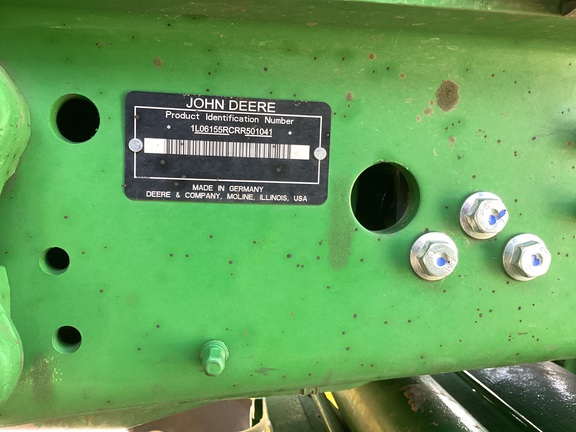 JOHN DEERE
Product Identification Number
1L06155RCRR501041
MADE IN GERMANY
DEERE & COMPANY, MOLINE, ILLINOIS, USA